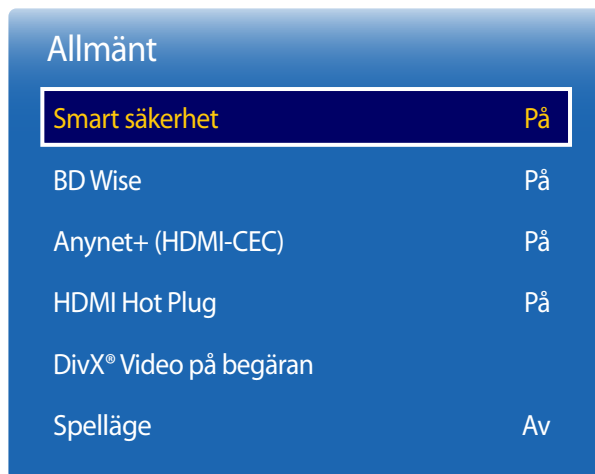 Allmänt
Smart säkerhet På
BD Wise På
Anynet+ (HDMI-CEC) På
HDMI Hot Plug På
DivX® Video på begäran
Spelläge Av